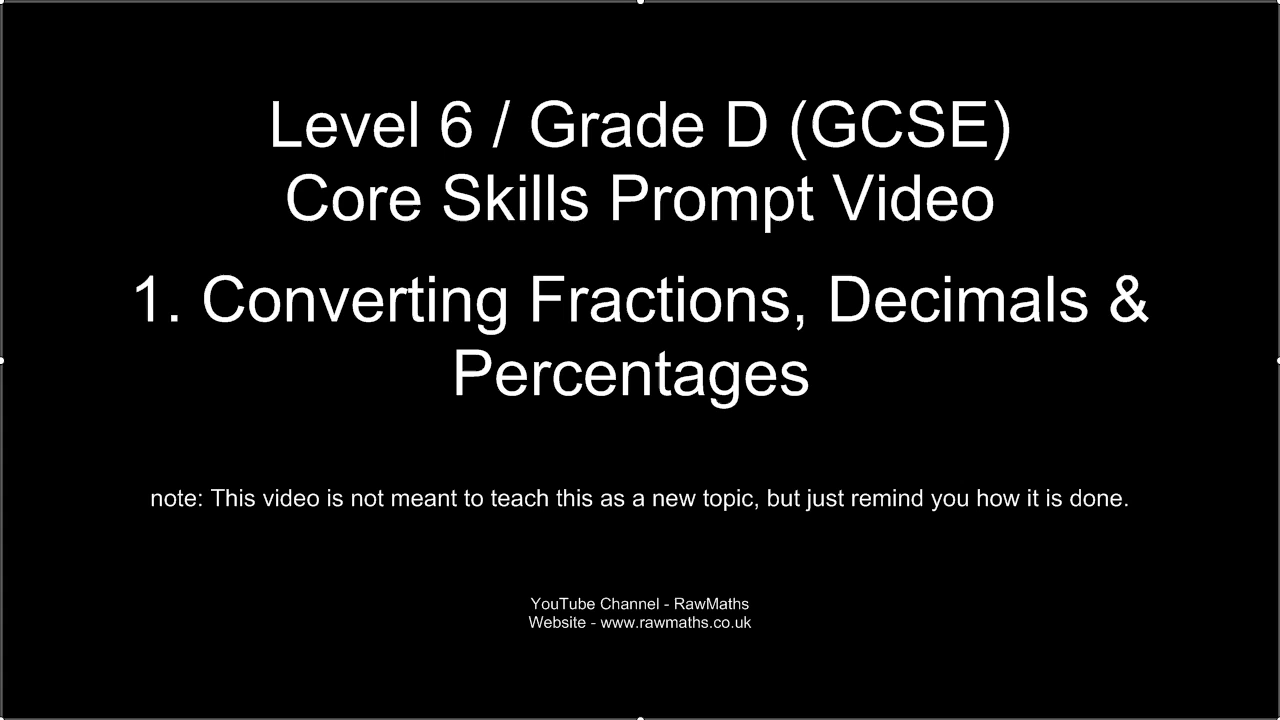 Level 6 / Grade D (GCSE)
Core Skills Prompt Video
1. Converting Fractions, Decimals &
Percentages
note: This video is not meant to teach this as a new topic, but just remind you how it is done.
YouTube Channel - RawMaths
Website - www.rawmaths.co.uk